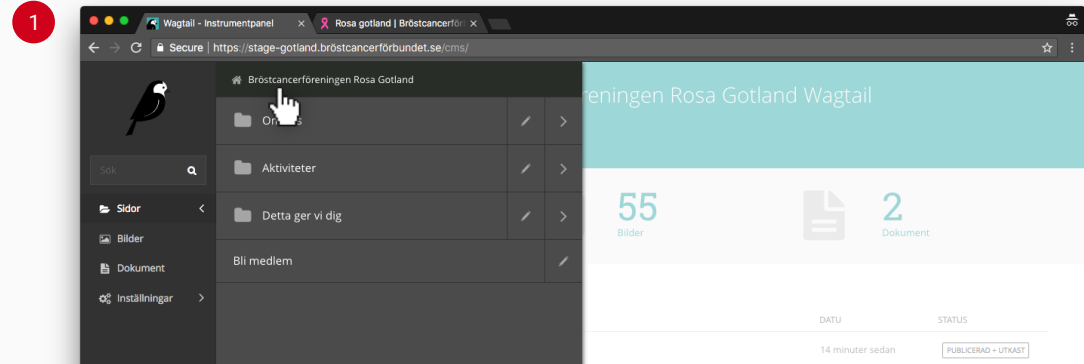 1
Wagtail - Inst
Instrumentpanel
Rosa gotland | Bröstcancerför
Secure | https://stage-gotland.bröstcancerförbundet.se/cms/
Bröstcancerföreningen Rosa Gotland
eningen Rosa Gotland Wagtail
Aktiviteter
Sök
Sidor
Detta ger vi dig
55
Bilder
2
Dokument
Bilder
Bli medlem
Dokument
Inställningar
DATU
STATUS
14 minuter sedan
PUBLICERAD + UTKAST